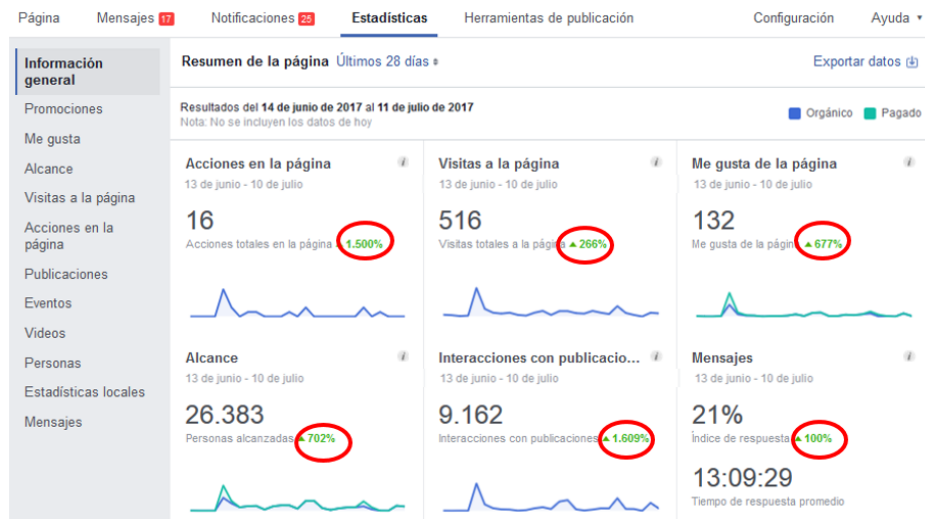 Página Mensajes 17 Notificaciones 25 Estadísticas Herramientas de publicación Configuración Ayuda
Información general
Promociones
Me gusta
Alcance
Visitas a la página
Acciones en la página
Publicaciones
Eventos
Videos
Personas
Estadísticas locales
Mensajes
Resumen de la página Últimos 28 días Exportar datos
Resultados del 14 de junio de 2017 al 11 de julio de 2017
Nota: No se incluyen los datos de hoy
Orgánico Pagado
Acciones en la página i
13 de junio - 10 de julio
16
Acciones totales en la página 1.500%
Visitas a la página i
13 de junio - 10 de julio
516
Visitas totales a la página ▲ 266%
Me gusta de la página i
13 de junio - 10 de julio
132
Me gusta de la págin ▲ 677%
Alcance i
13 de junio - 10 de julio
26.383
Personas alcanzadas ▲ 702%
Interacciones con publicacio... i
13 de junio - 10 de julio
9.162
Interacciones con publicaciones ▲ 1.609%
Mensajes i
13 de junio - 10 de julio
21%
Índice de respuesta ▲ 100%
13:09:29
Tiempo de respuesta promedio